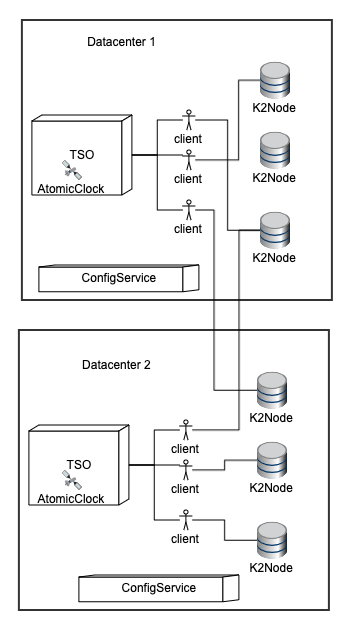 Datacenter 1
K2Node
TSO
AtomicClock
client
client
client
K2Node
K2Node
ConfigService
Datacenter 2
K2Node
TSO
AtomicClock
client
client
client
K2Node
K2Node
ConfigService